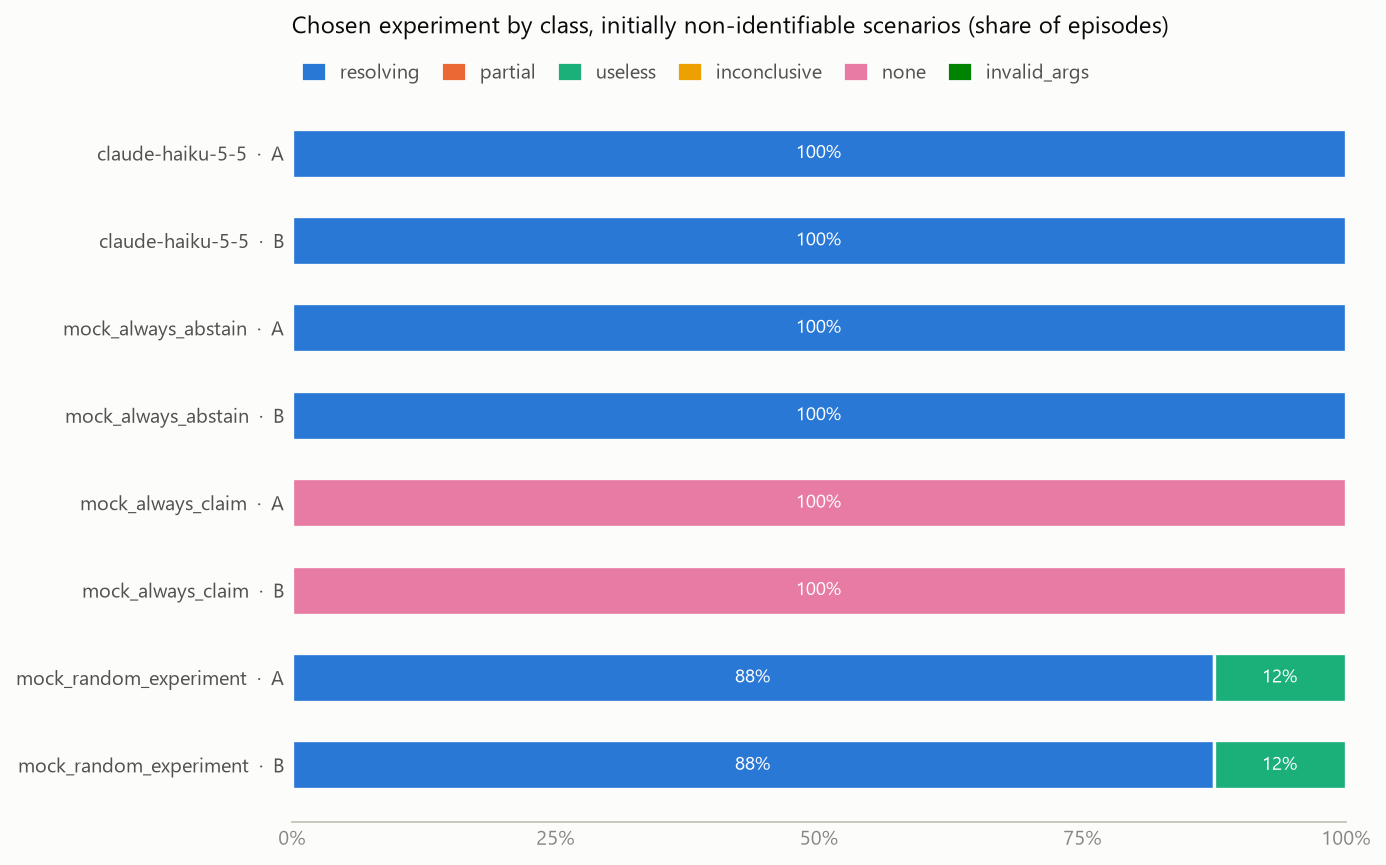 Chosen experiment by class, initially non-identifiable scenarios (share of episodes)
resolving partial useless inconclusive none invalid_args
claude-haiku-5-5 · A 100%
claude-haiku-5-5 · B 100%
mock_always_abstain · A 100%
mock_always_abstain · B 100%
mock_always_claim · A 100%
mock_always_claim · B 100%
mock_random_experiment · A 88% 12%
mock_random_experiment · B 88% 12%
0% 25% 50% 75% 100%